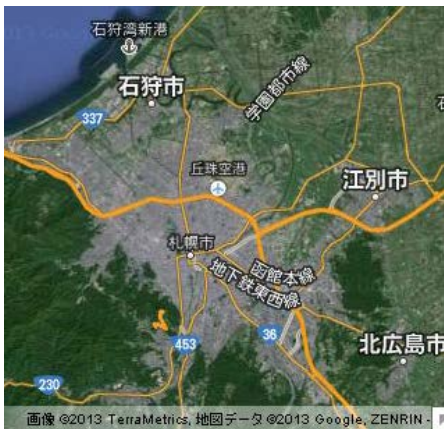 石狩湾新港
石狩市
学園都市線
337
丘珠空港
江別市
札幌市
函館本線
地下鉄東西線
36
453
北広島市
230
画像 ©2013 TerraMetrics, 地図データ ©2013 Google, ZENRIN -